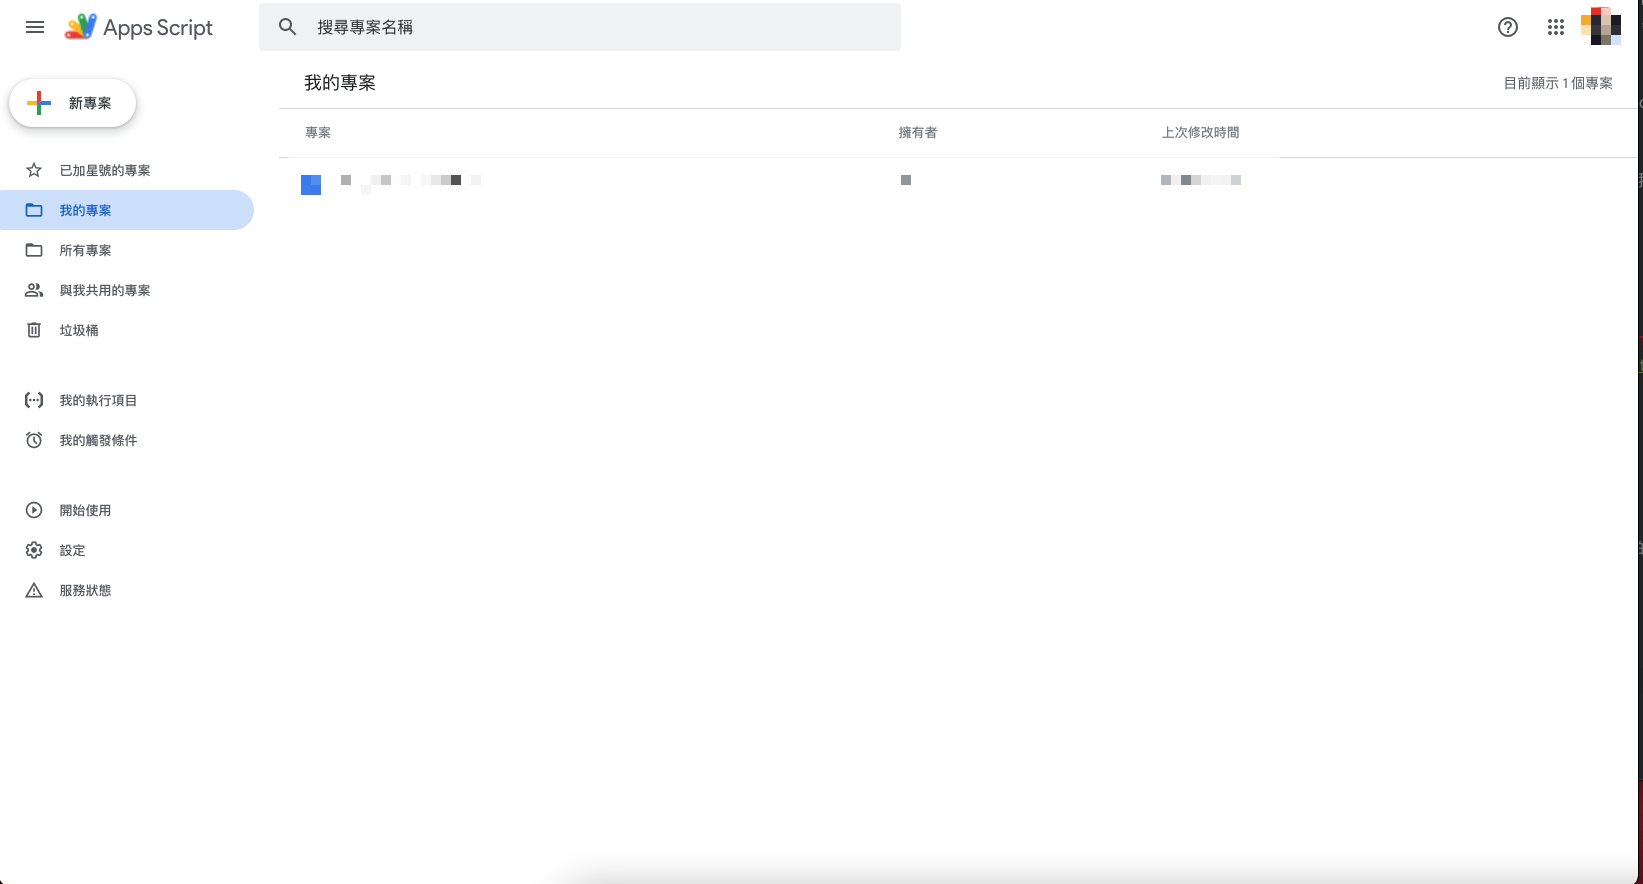 Apps Script
搜尋專案名稱
新專案
已加星號的專案
我的專案
所有專案
與我共用的專案
垃圾桶
我的執行項目
我的觸發條件
開始使用
設定
服務狀態
我的專案
目前顯示 1 個專案
專案 擁有者 上次修改時間